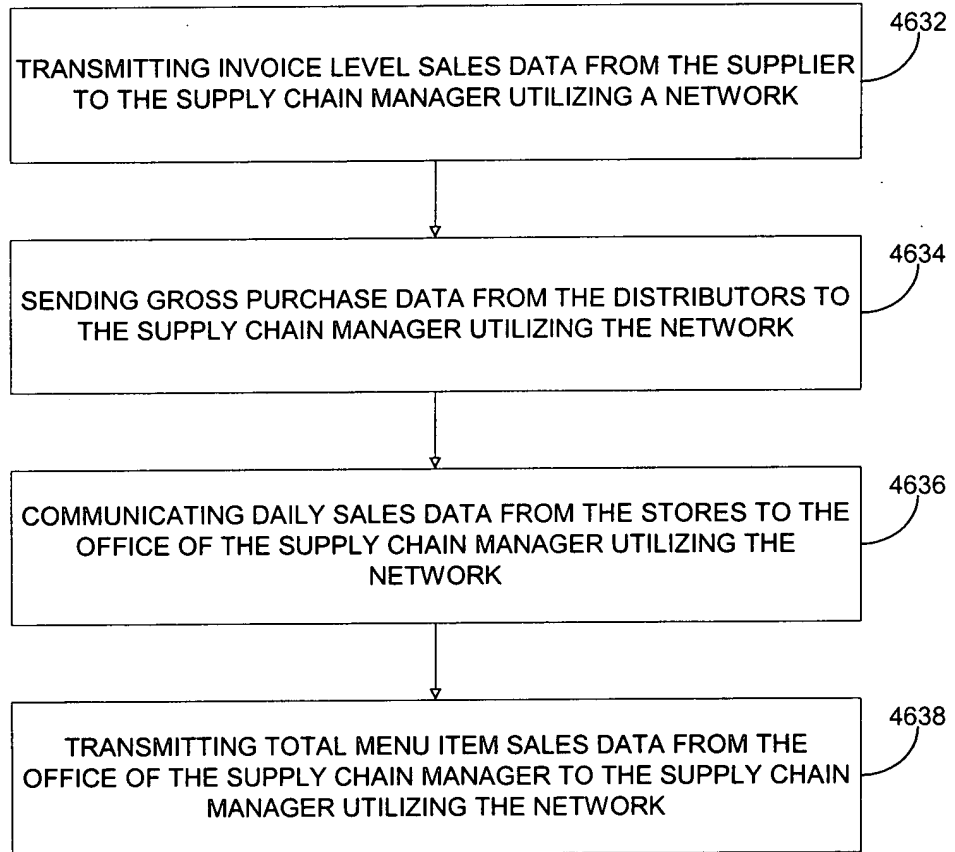 4632
TRANSMITTING INVOICE LEVEL SALES DATA FROM THE SUPPLIER
TO THE SUPPLY CHAIN MANAGER UTILIZING A NETWORK
4634
SENDING GROSS PURCHASE DATA FROM THE DISTRIBUTORS TO
THE SUPPLY CHAIN MANAGER UTILIZING THE NETWORK
4636
COMMUNICATING DAILY SALES DATA FROM THE STORES TO THE
OFFICE OF THE SUPPLY CHAIN MANAGER UTILIZING THE
NETWORK
4638
TRANSMITTING TOTAL MENU ITEM SALES DATA FROM THE
OFFICE OF THE SUPPLY CHAIN MANAGER TO THE SUPPLY CHAIN
MANAGER UTILIZING THE NETWORK